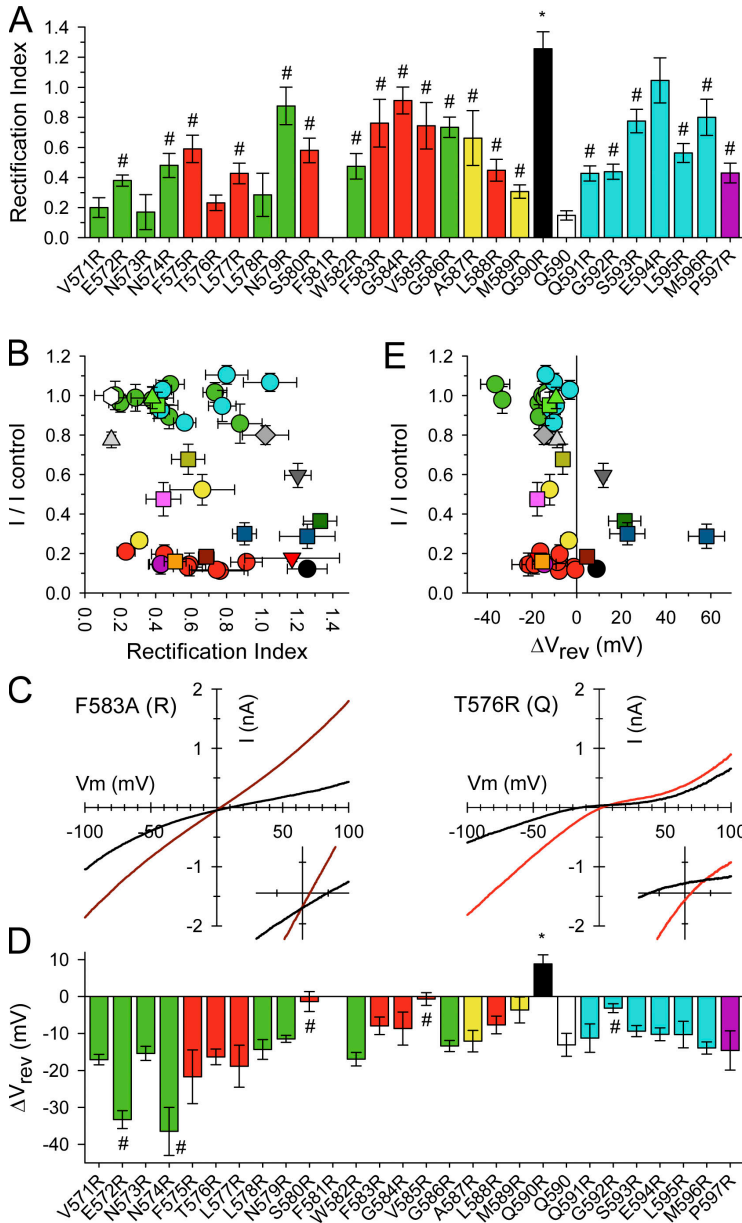 A
Rectification Index
1.4
1.2
1.0
0.8
0.6
0.4
0.2
0.0
# # # # # # # # # # # # # # * # # # # # #
V571R E572R N573R N574R F575R T576R L577R L578R N579R S580R F581R W582R F583R G584R V585R G586R A587R L588R M589R Q590R Q590 Q591R G592R S593R E594R L595R M596R P597R
B
I / I control
1.2
1.0
0.8
0.6
0.4
0.2
0.0
0.0 0.2 0.4 0.6 0.8 1.0 1.2 1.4
Rectification Index
E
I / I control
1.2
1.0
0.8
0.6
0.4
0.2
0.0
-40 -20 0 20 40 60
ΔVrev (mV)
C
F583A (R)
I (nA)
Vm (mV)
2
1
-1
-2
-100 -50 50 100
T576R (Q)
I (nA)
Vm (mV)
2
1
-1
-2
-100 -50 50 100
D
ΔVrev (mV)
10
0
-10
-20
-30
-40
# # # # * #
V571R E572R N573R N574R F575R T576R L577R L578R N579R S580R F581R W582R F583R G584R V585R G586R A587R L588R M589R Q590R Q590 Q591R G592R S593R E594R L595R M596R P597R